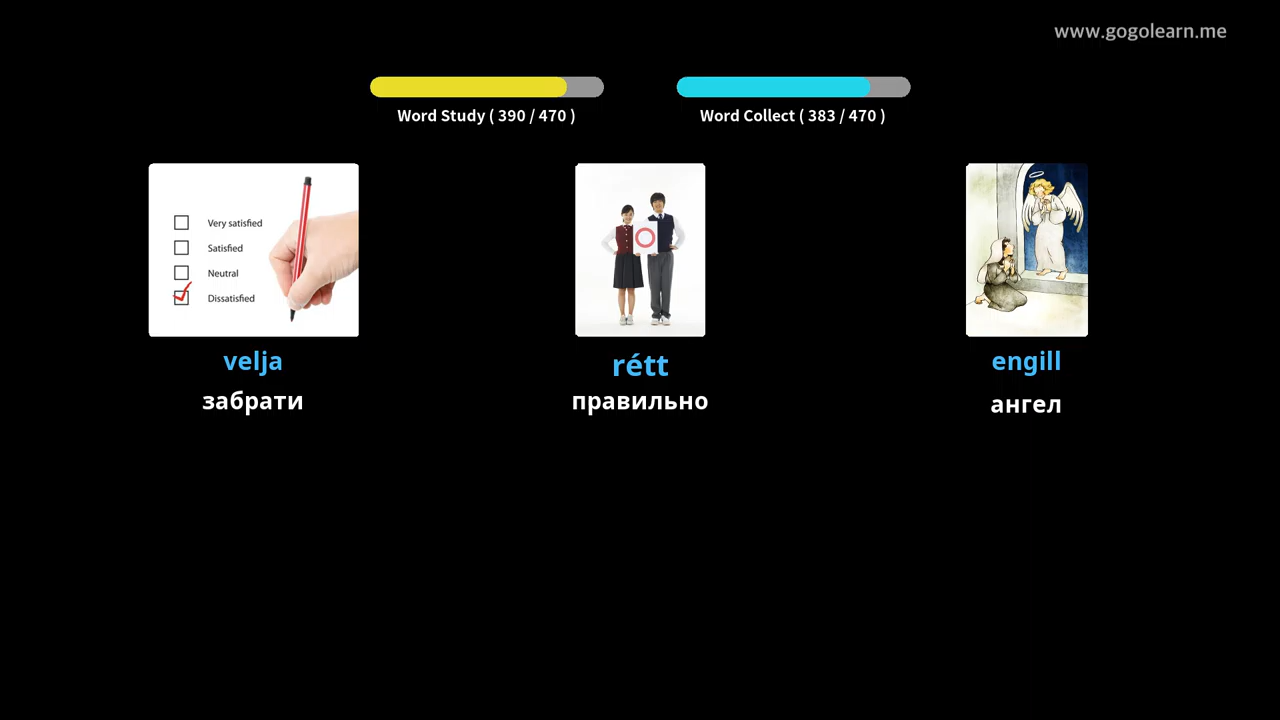 www.gogolearn.me
Word Study ( 390 / 470 )
Word Collect ( 383 / 470 )
Very satisfied
Satisfied
Neutral
Dissatisfied
velja
rétt
engill
забрати
правильно
ангел